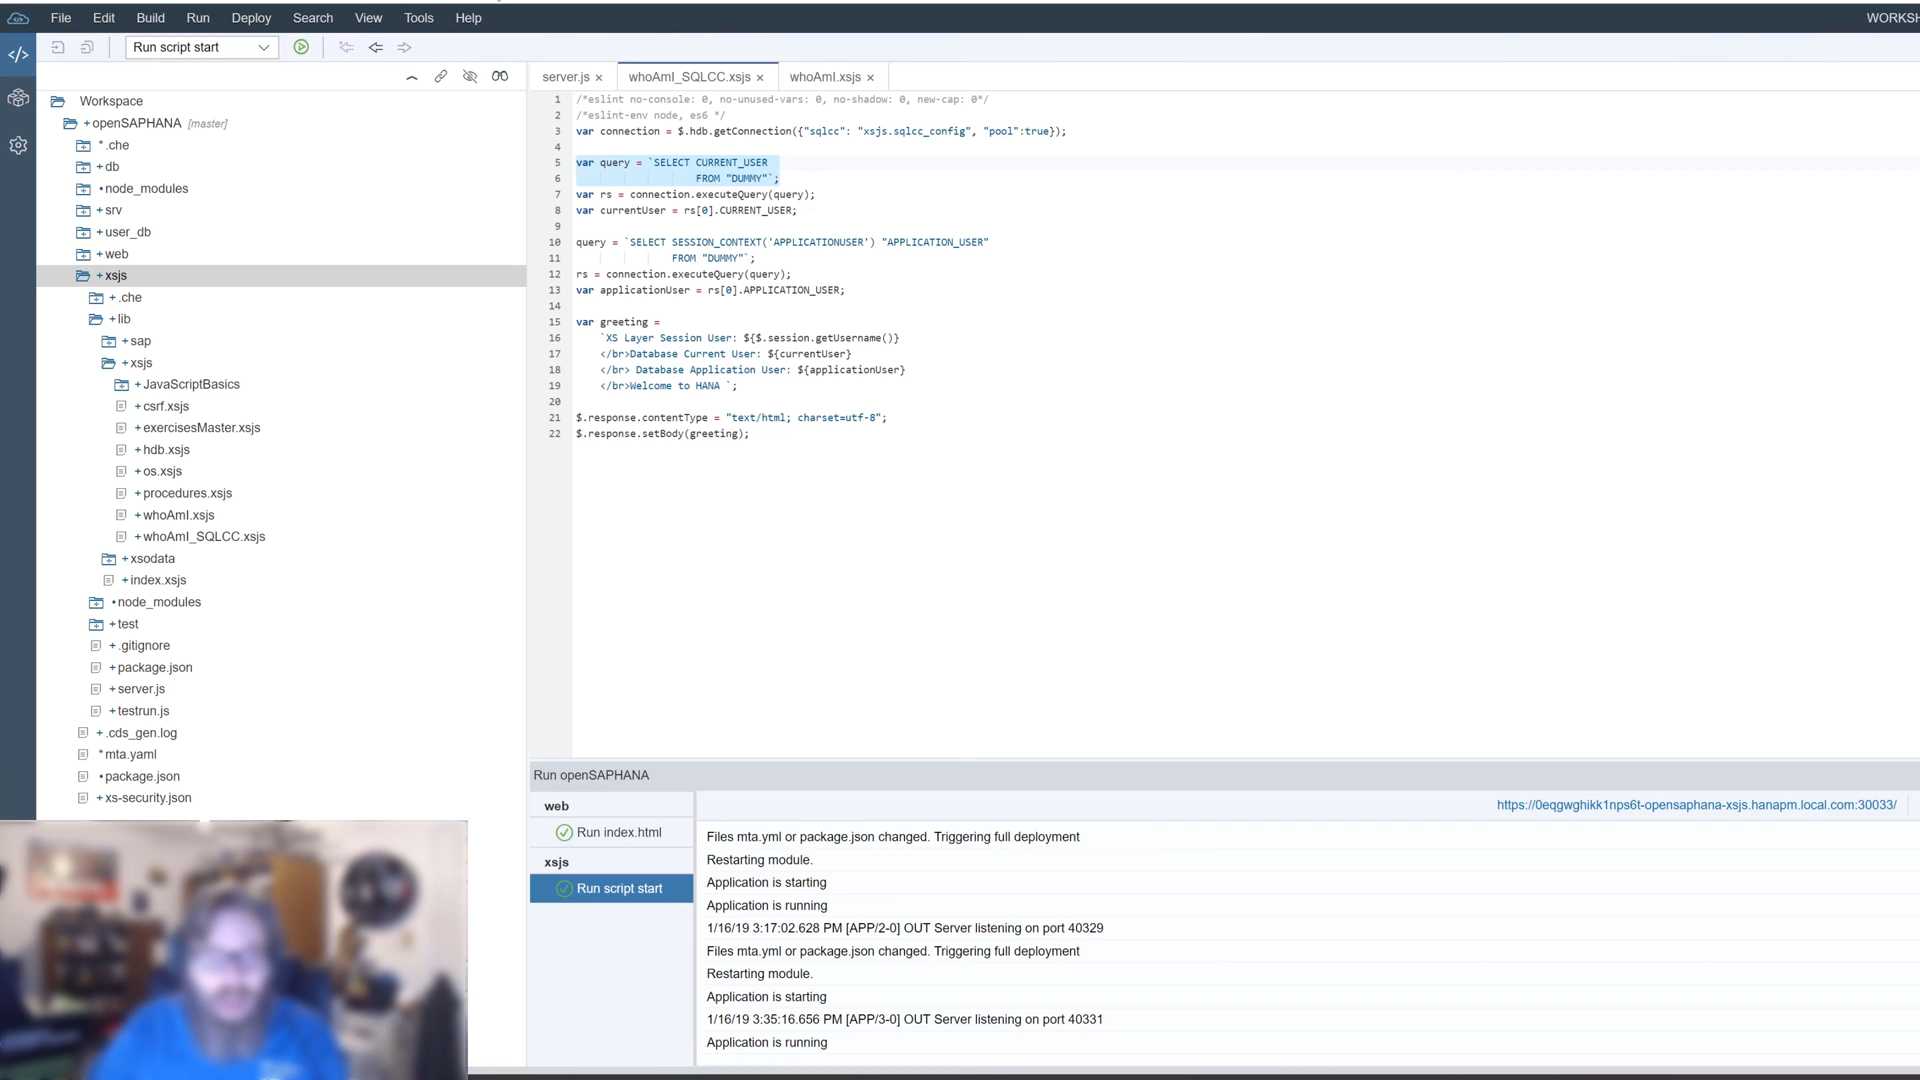 File Edit Build Run Deploy Search View Tools Help WORKSH
Run script start
server.js × whoAmI_SQLCC.xsjs × whoAmI.xsjs ×
Workspace
+openSAPHANA [master]
*.che
+db
•node_modules
+srv
+user_db
+web
+xsjs
+.che
+lib
+sap
+xsjs
+JavaScriptBasics
+csrf.xsjs
+exercisesMaster.xsjs
+hdb.xsjs
+os.xsjs
+procedures.xsjs
+whoAmI.xsjs
+whoAmI_SQLCC.xsjs
+xsodata
+index.xsjs
•node_modules
+test
+.gitignore
+package.json
+server.js
+testrun.js
+.cds_gen.log
*mta.yaml
•package.json
+xs-security.json
1 /*eslint no-console: 0, no-unused-vars: 0, no-shadow: 0, new-cap: 0*/
2 /*eslint-env node, es6 */
3 var connection = $.hdb.getConnection({"sqlcc": "xsjs.sqlcc_config", "pool":true});
4
5 var query = `SELECT CURRENT_USER
6 FROM "DUMMY"`;
7 var rs = connection.executeQuery(query);
8 var currentUser = rs[0].CURRENT_USER;
9
10 query = `SELECT SESSION_CONTEXT('APPLICATIONUSER') "APPLICATION_USER"
11 FROM "DUMMY"`;
12 rs = connection.executeQuery(query);
13 var applicationUser = rs[0].APPLICATION_USER;
14
15 var greeting =
16 `XS Layer Session User: ${$.session.getUsername()}
17 </br>Database Current User: ${currentUser}
18 </br> Database Application User: ${applicationUser}
19 </br>Welcome to HANA `;
20
21 $.response.contentType = "text/html; charset=utf-8";
22 $.response.setBody(greeting);
Run openSAPHANA
web
Run index.html
xsjs
Run script start
https://0eqgwghikk1nps6t-opensaphana-xsjs.hanapm.local.com:30033/
Files mta.yml or package.json changed. Triggering full deployment
Restarting module.
Application is starting
Application is running
1/16/19 3:17:02.628 PM [APP/2-0] OUT Server listening on port 40329
Files mta.yml or package.json changed. Triggering full deployment
Restarting module.
Application is starting
1/16/19 3:35:16.656 PM [APP/3-0] OUT Server listening on port 40331
Application is running